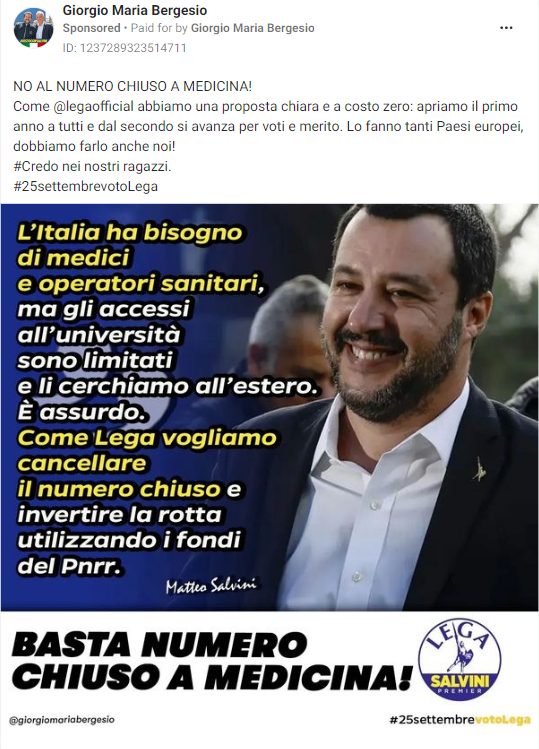 Giorgio Maria Bergesio
Sponsored • Paid for by Giorgio Maria Bergesio
ID: 1237289323514711
NO AL NUMERO CHIUSO A MEDICINA!
Come @legaofficial abbiamo una proposta chiara e a costo zero: apriamo il primo
anno a tutti e dal secondo si avanza per voti e merito. Lo fanno tanti Paesi europei,
dobbiamo farlo anche noi!
#Credo nei nostri ragazzi.
#25settembrevotoLega
L'Italia ha bisogno
di medici
e operatori sanitari,
ma gli accessi
all'università
sono limitati
e li cerchiamo all'estero.
È assurdo.
Come Lega vogliamo
cancellare
il numero chiuso e
invertire la rotta
utilizzando i fondi
del Pnrr.
Matteo Salvini
BASTA NUMERO
CHIUSO A MEDICINA!
LEGA
SALVINI
PREMIER
@giorgiomariabergesio
#25settembrevotoLega